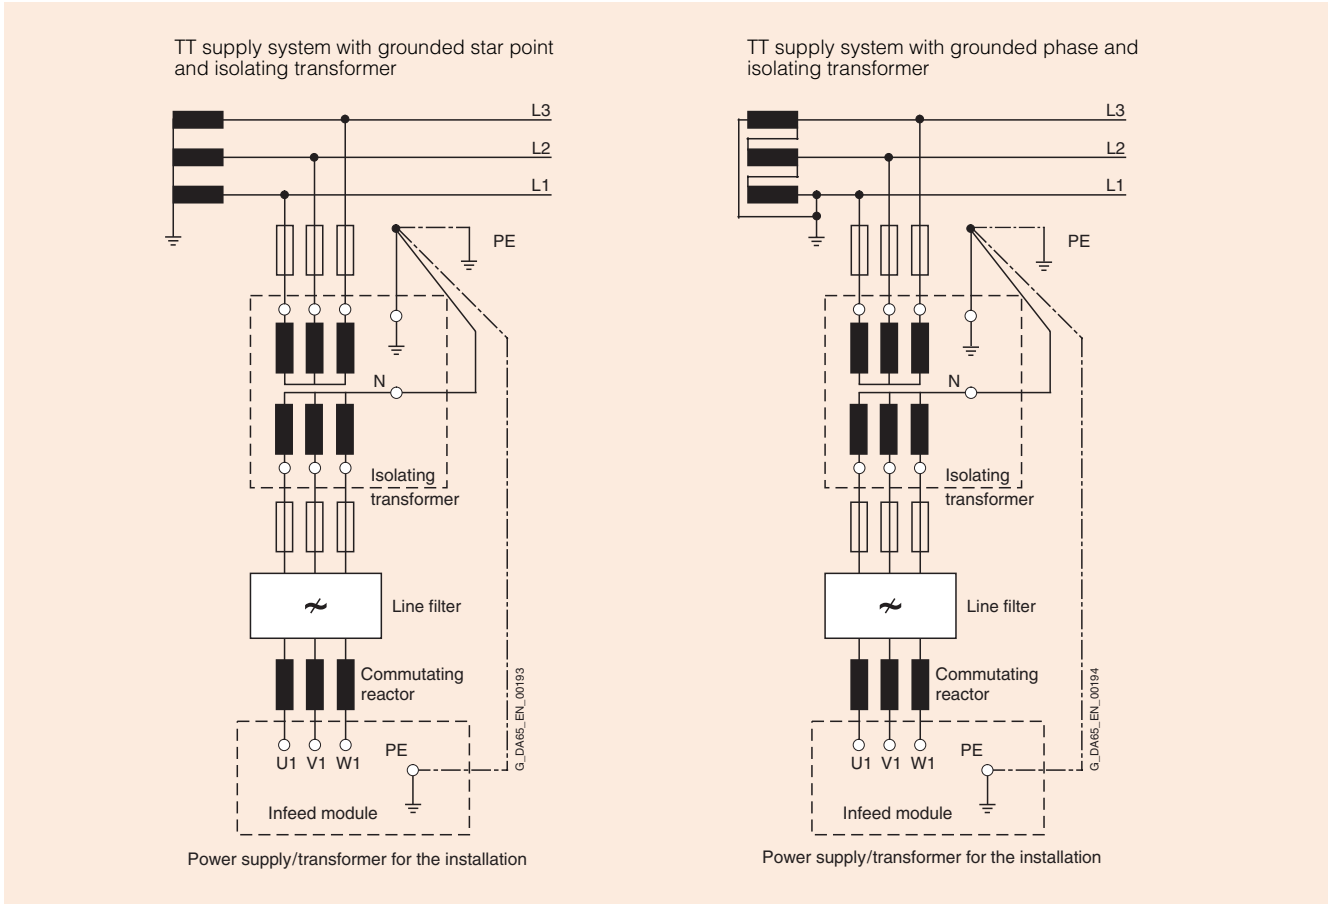 TT supply system with grounded star point
and isolating transformer
L3
L2
L1
PE
N
Isolating
transformer
Line filter
Commutating
reactor
G_DA65_EN_00193
U1 V1 W1
PE
Infeed module
Power supply/transformer for the installation
TT supply system with grounded phase and
isolating transformer
L3
L2
L1
PE
N
Isolating
transformer
Line filter
Commutating
reactor
G_DA65_EN_00194
U1 V1 W1
PE
Infeed module
Power supply/transformer for the installation